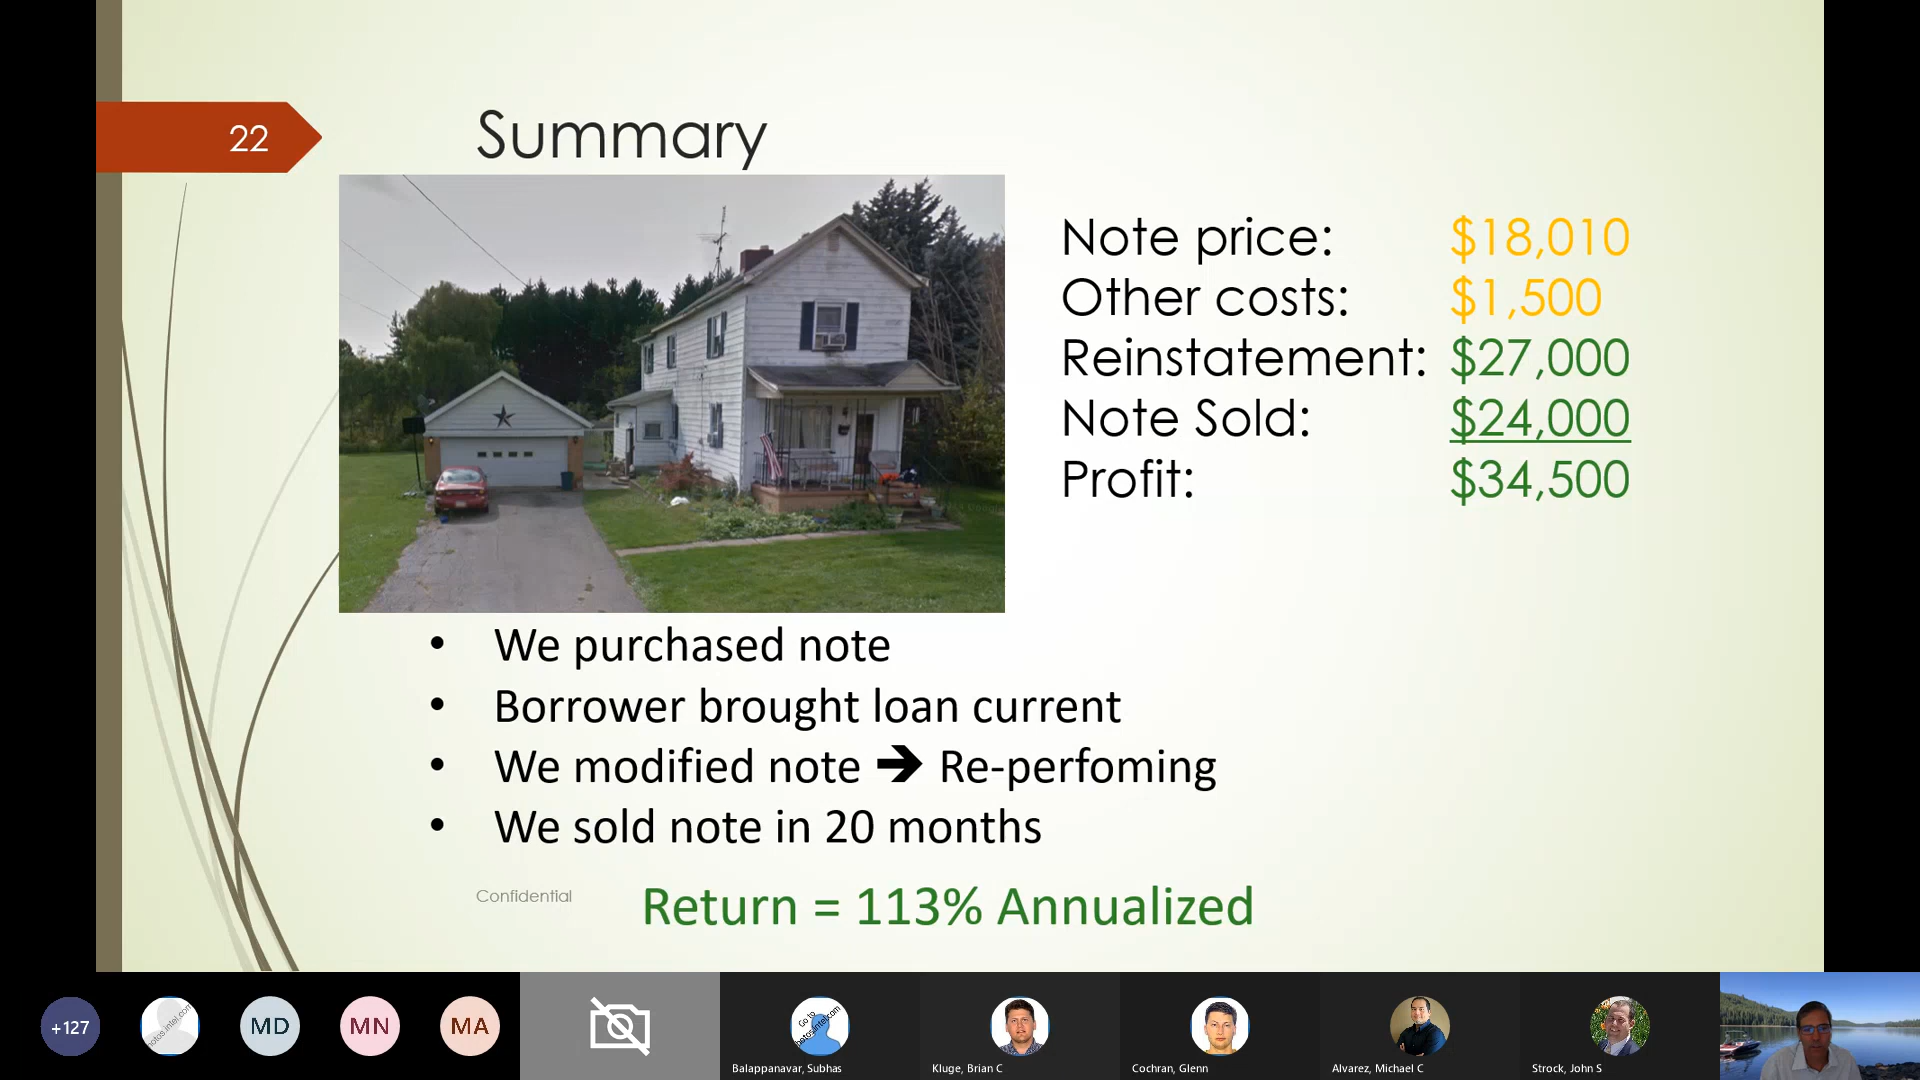 22
Summary
Note price: $18,010
Other costs: $1,500
Reinstatement: $27,000
Note Sold: $24,000
Profit: $34,500
• We purchased note
• Borrower brought loan current
• We modified note ➔ Re-perfoming
• We sold note in 20 months
Confidential
Return = 113% Annualized
+127
MD
MN
MA
Go to
Balappanavar, Subhas
Kluge, Brian C
Cochran, Glenn
Alvarez, Michael C
Strock, John S